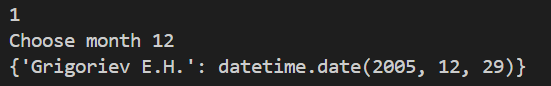 1
Choose month 12
{'Grigoriev E.H.': datetime.date(2005, 12, 29)}